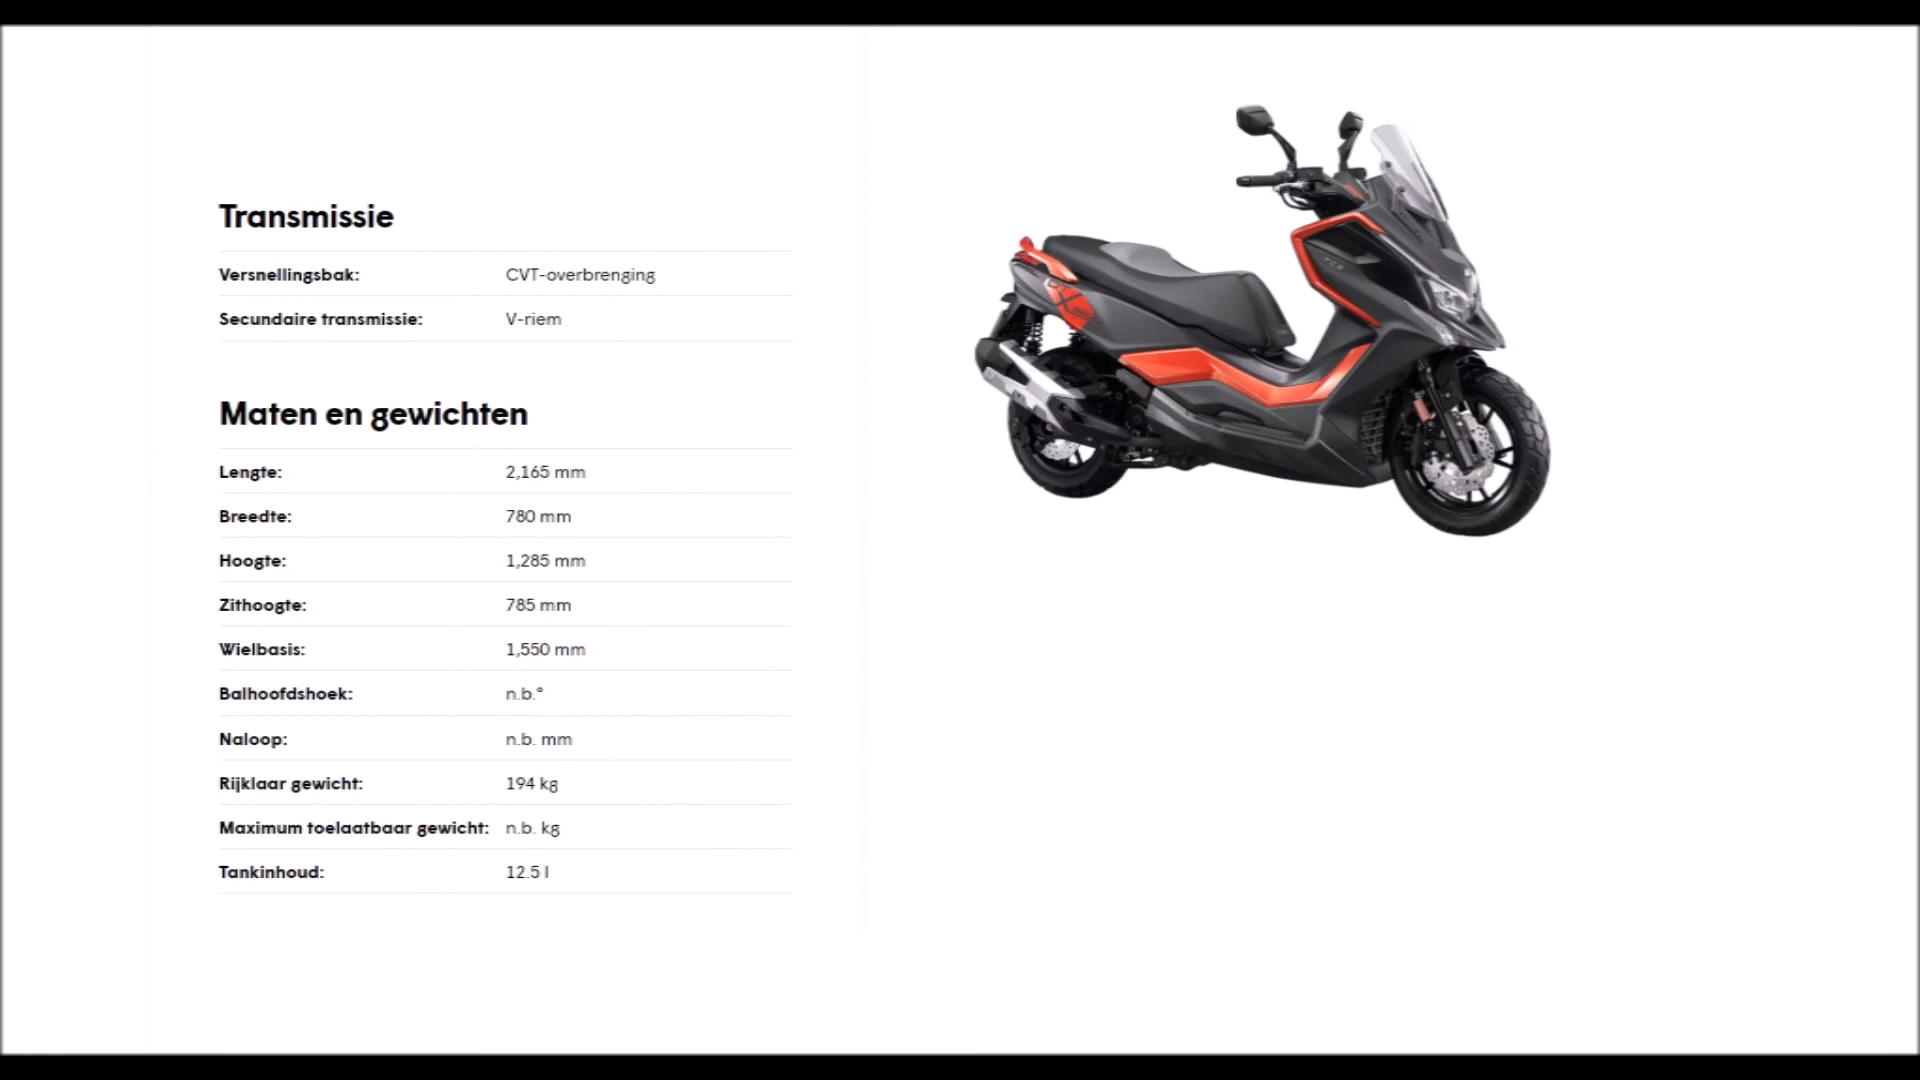 Transmissie
Versnellingsbak: CVT-overbrenging
Secundaire transmissie: V-riem
Maten en gewichten
Lengte: 2,165 mm
Breedte: 780 mm
Hoogte: 1,285 mm
Zithoogte: 785 mm
Wielbasis: 1,550 mm
Balhoofdshoek: n.b.°
Naloop: n.b. mm
Rijklaar gewicht: 194 kg
Maximum toelaatbaar gewicht: n.b. kg
Tankinhoud: 12.5 l